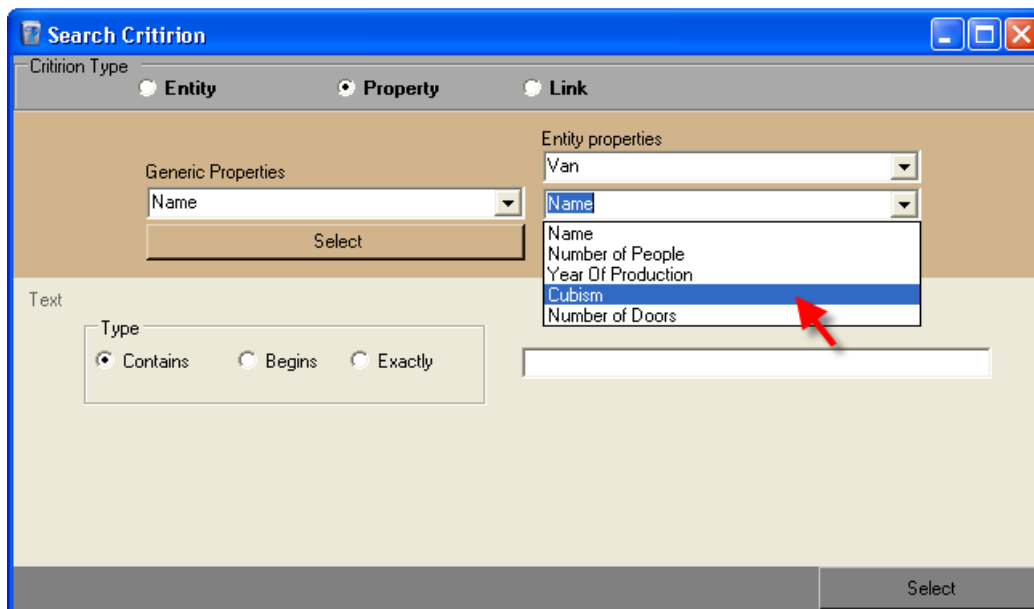 Search Critirion
Critirion Type
Entity
Property
Link
Entity properties
Van
Generic Properties
Name
Name
Select
Name
Number of People
Year Of Production
Cubism
Number of Doors
Text
Type
Contains
Begins
Exactly
Select